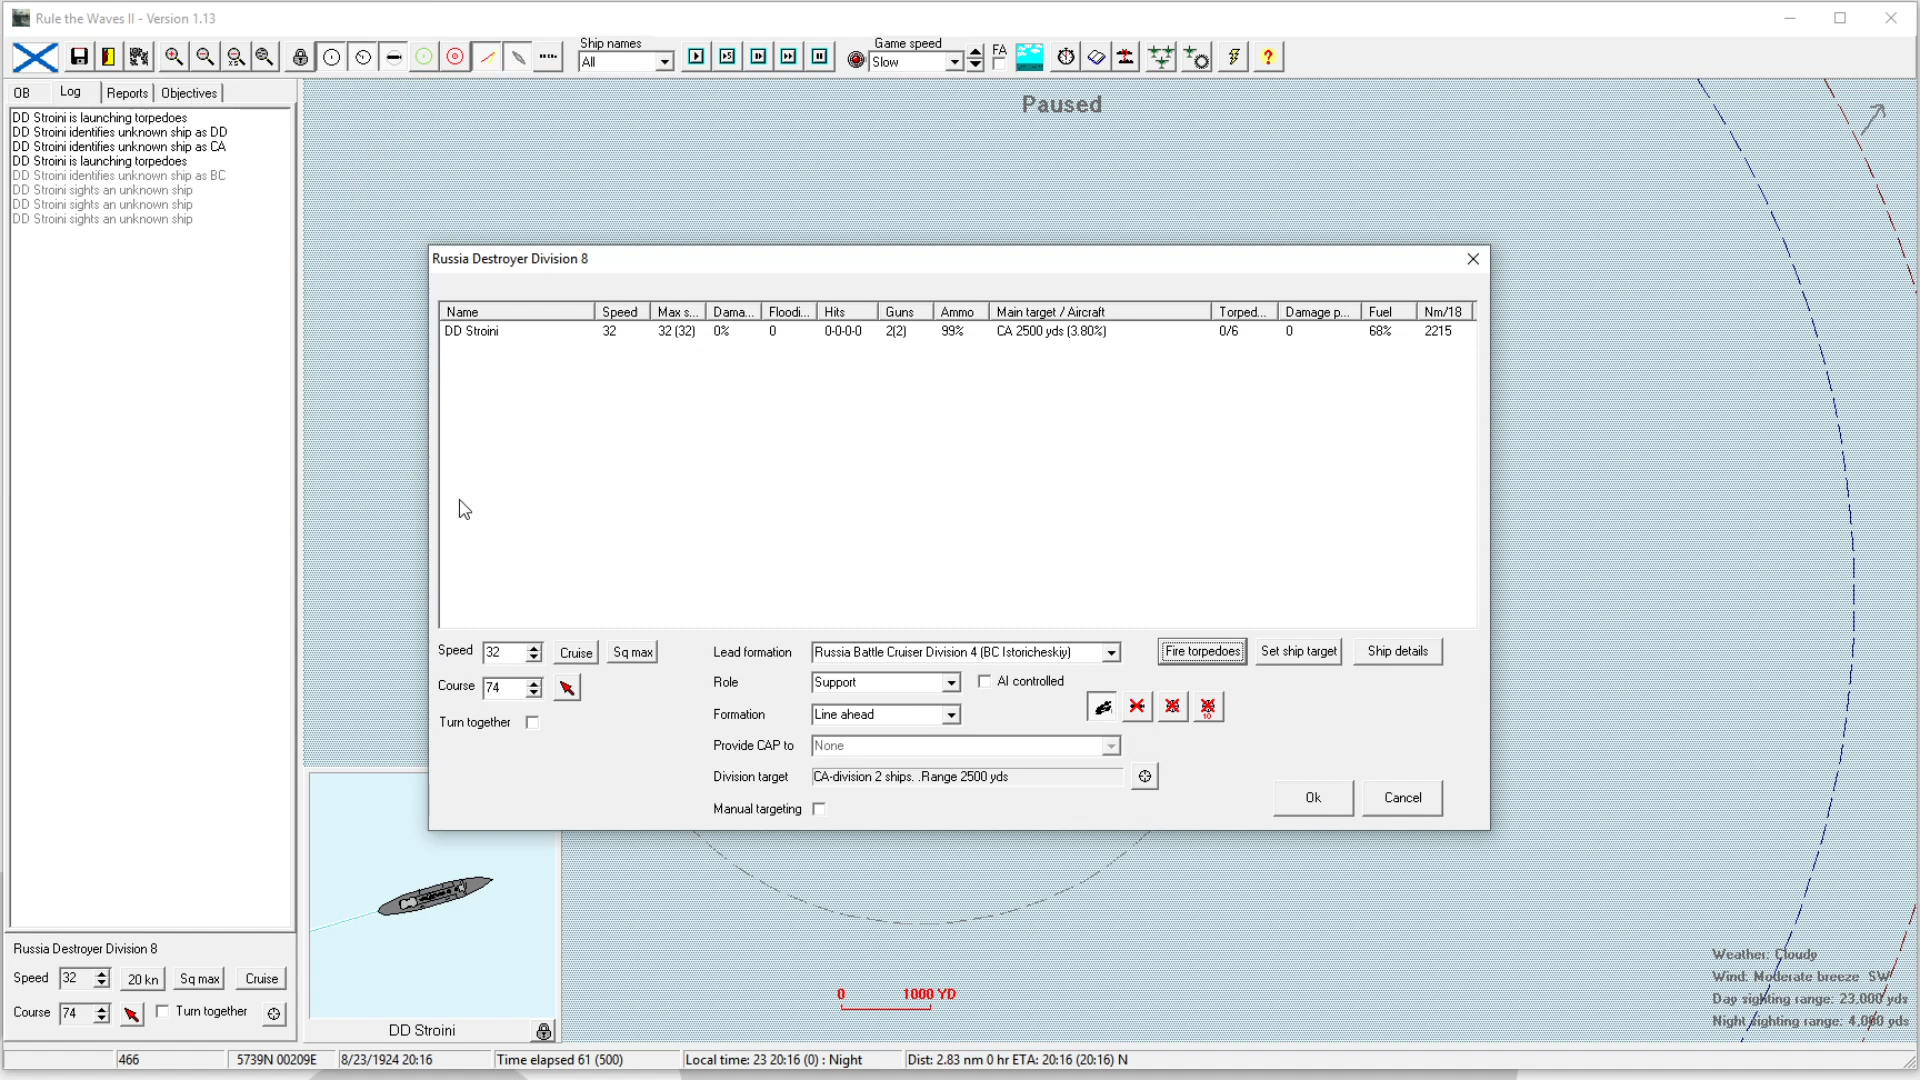 Rule the Waves II - Version 1.13
Ship names
All
Game speed
Slow
FA
OB
Log
Reports
Objectives
DD Stroini is launching torpedoes
DD Stroini identifies unknown ship as DD
DD Stroini identifies unknown ship as CA
DD Stroini is launching torpedoes
DD Stroini identifies unknown ship as BC
DD Stroini sights an unknown ship
DD Stroini sights an unknown ship
DD Stroini sights an unknown ship
Paused
Russia Destroyer Division 8
Name Speed Max s... Dama... Floodi... Hits Guns Ammo Main target / Aircraft Torped... Damage p... Fuel Nm/18
DD Stroini 32 32 (32) 0% 0 0-0-0-0 2(2) 99% CA 2500 yds (3.80%) 0/6 0 68% 2215
Speed 32 Cruise Sq max
Course 74
Turn together
Lead formation Russia Battle Cruiser Division 4 (BC Istoricheskiy)
Role Support AI controlled
Formation Line ahead
Provide CAP to None
Division target CA-division 2 ships. .Range 2500 yds
Manual targeting
Fire torpedoes Set ship target Ship details
10
Ok Cancel
Russia Destroyer Division 8
Speed 32 20 kn Sq max Cruise
Course 74 Turn together
DD Stroini
0 1000 YD
Weather: Cloudy
Wind: Moderate breeze SW
Day sighting range: 23,000 yds
Night sighting range: 4,000 yds
466 5739N 00209E 8/23/1924 20:16 Time elapsed 61 (500) Local time: 23 20:16 (0) : Night Dist: 2.83 nm 0 hr ETA: 20:16 (20:16) N